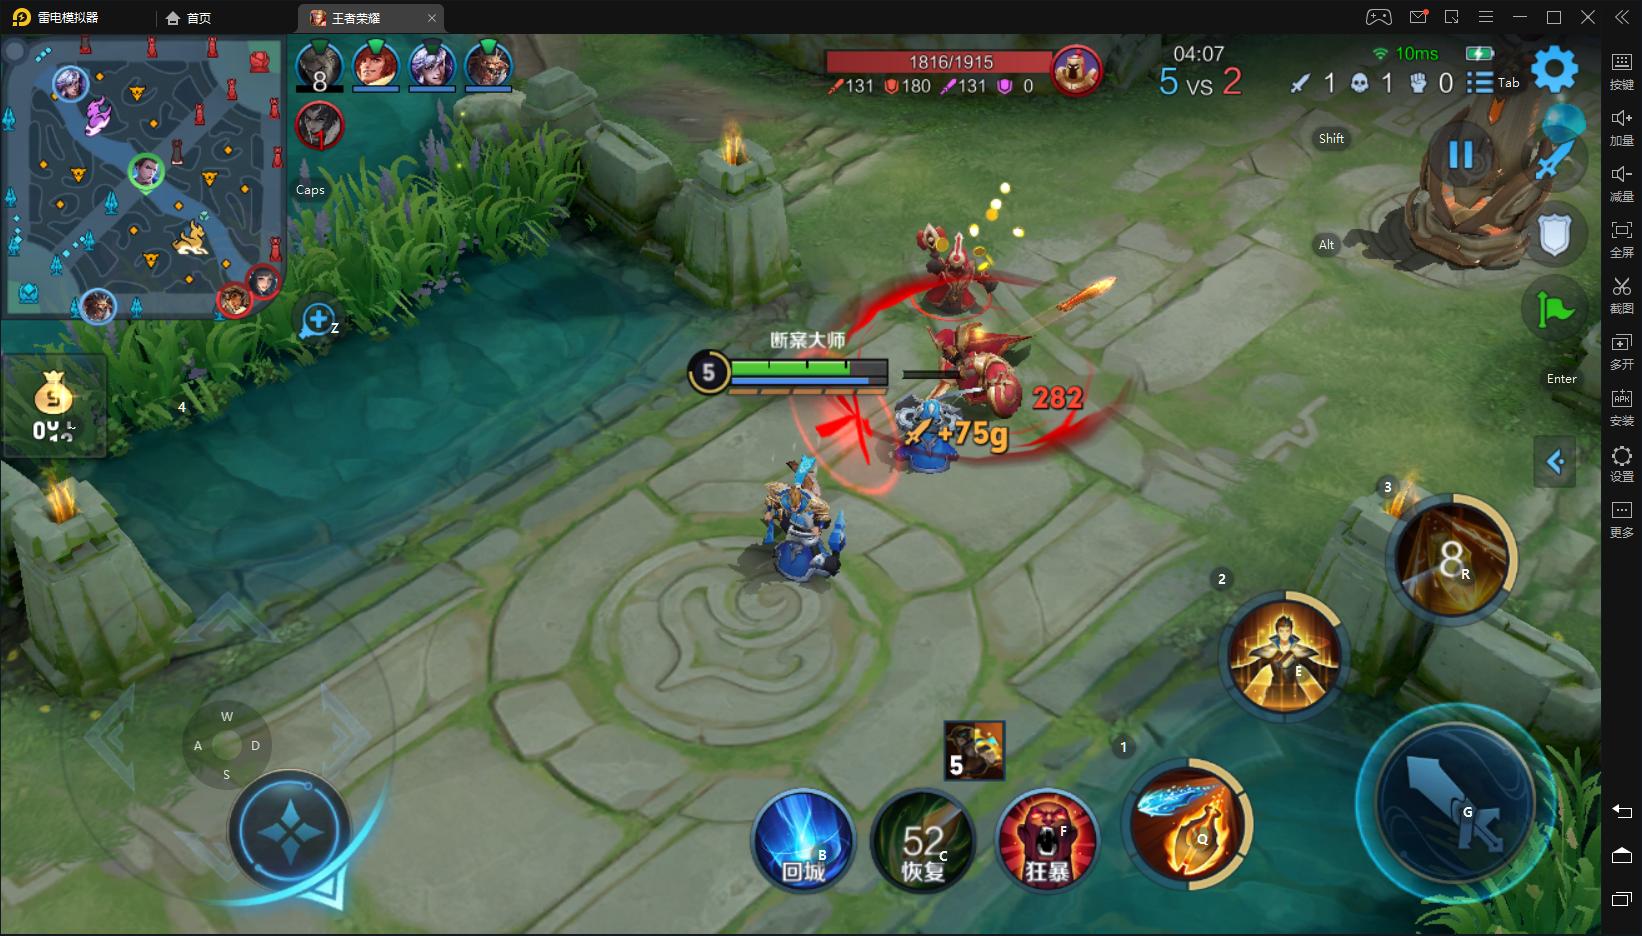 雷电模拟器
首页
王者荣耀
8
1816/1915
131 180 131 0
04:07
5 VS 2
10ms
1 1 0
Tab
Shift
Caps
Alt
Z
Enter
4
断案大师
5
282
+75g
3
8
R
2
E
W
A
D
S
5
1
B
回城
52
C
恢复
F
狂暴
Q
G
按键
加量
减量
全屏
截图
多开
APK
安装
设置
更多